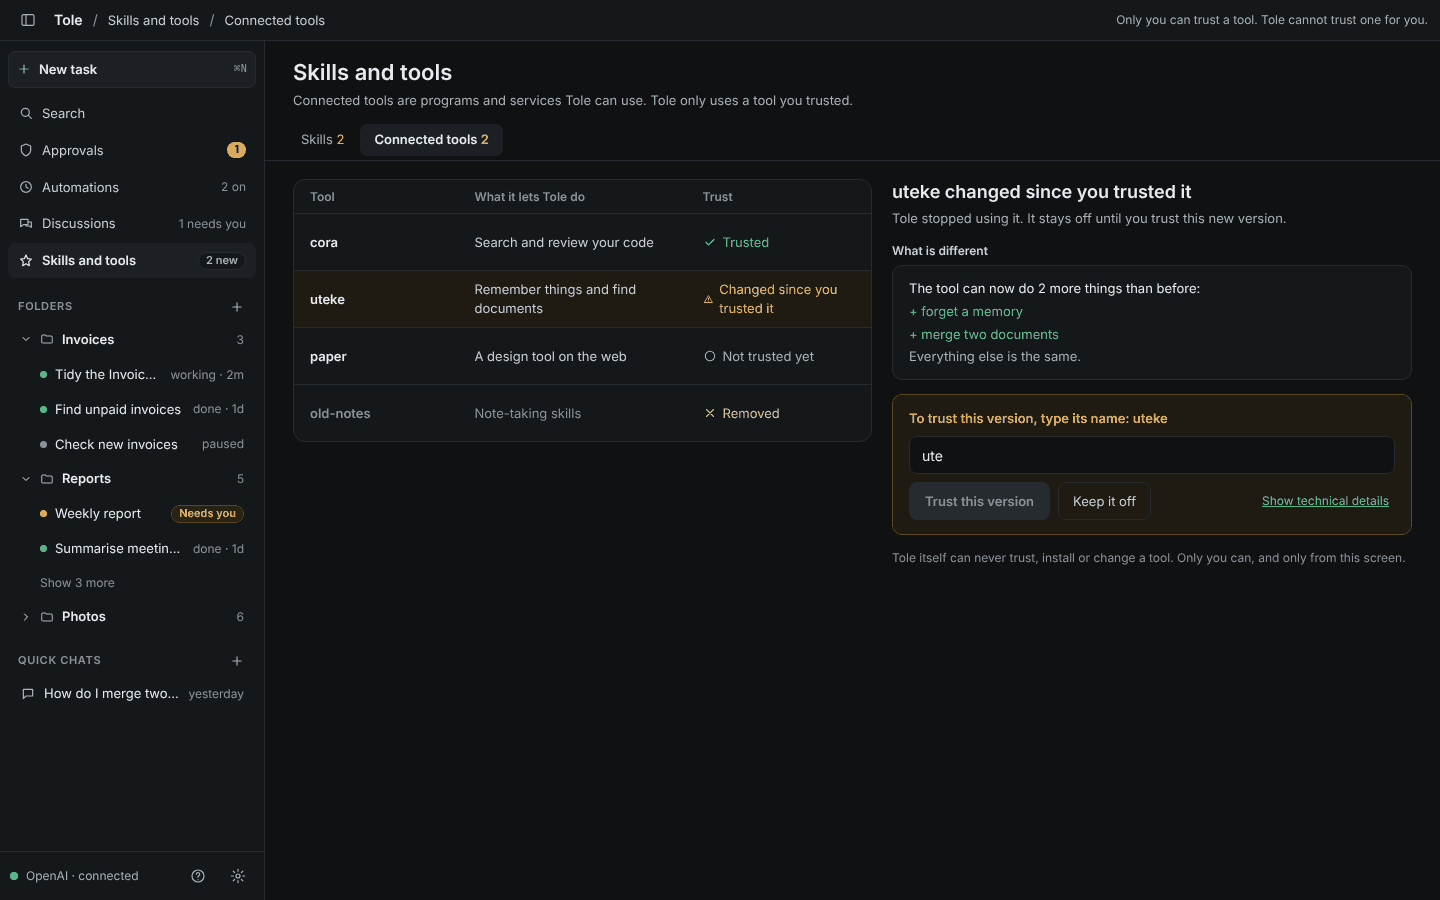 Tole / Skills and tools / Connected tools
Only you can trust a tool. Tole cannot trust one for you.
New task ⌘N
Search
Approvals 1
Automations 2 on
Discussions 1 needs you
Skills and tools 2 new
FOLDERS
Invoices 3
Tidy the Invoic... working · 2m
Find unpaid invoices done · 1d
Check new invoices paused
Reports 5
Weekly report Needs you
Summarise meetin... done · 1d
Show 3 more
Photos 6
QUICK CHATS
How do I merge two... yesterday
OpenAI · connected
Skills and tools
Connected tools are programs and services Tole can use. Tole only uses a tool you trusted.
Skills 2 Connected tools 2
Tool What it lets Tole do Trust
cora Search and review your code Trusted
uteke Remember things and find documents Changed since you trusted it
paper A design tool on the web Not trusted yet
old-notes Note-taking skills Removed
uteke changed since you trusted it
Tole stopped using it. It stays off until you trust this new version.
What is different
The tool can now do 2 more things than before:
+ forget a memory
+ merge two documents
Everything else is the same.
To trust this version, type its name: uteke
ute
Trust this version Keep it off Show technical details
Tole itself can never trust, install or change a tool. Only you can, and only from this screen.